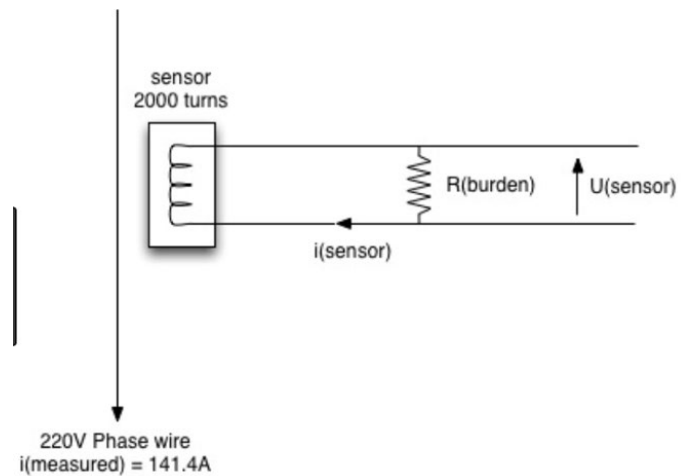 sensor
2000 turns
R(burden)
U(sensor)
i(sensor)
220V Phase wire
i(measured) = 141.4A